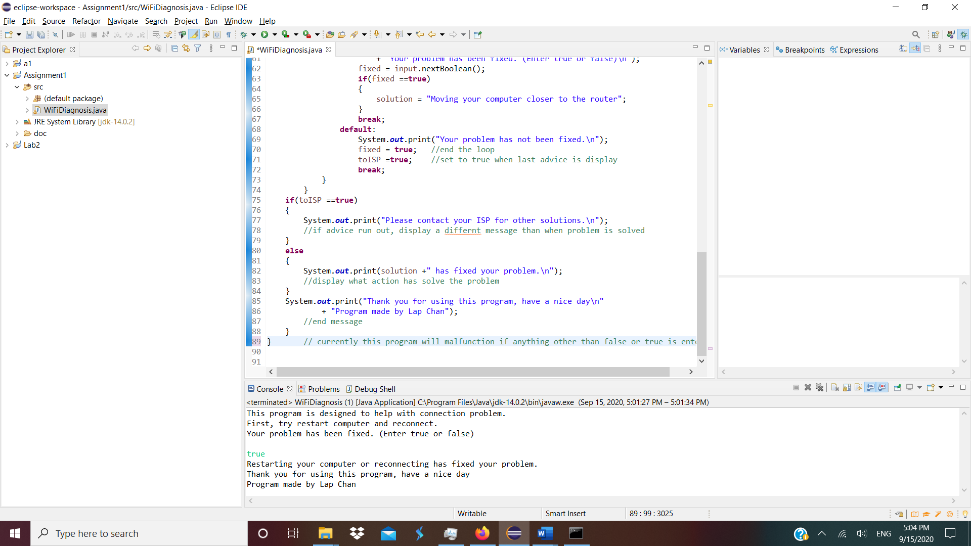 eclipse-workspace - Assignment1/src/WiFiDiagnosis.java - Eclipse IDE
File Edit Source Refactor Navigate Search Project Run Window Help
Project Explorer
a1
Assignment1
src
(default package)
WiFiDiagnosis.java
JRE System Library [jdk-14.0.2]
doc
Lab2
*WiFiDiagnosis.java
61 + "Your problem has been fixed. (Enter true or false)\n");
62 fixed = input.nextBoolean();
63 if(fixed ==true)
64 {
65 solution = "Moving your computer closer to the router";
66 }
67 break;
68 default:
69 System.out.print("Your problem has not been fixed.\n");
70 fixed = true; //end the loop
71 toISP =true; //set to true when last advice is display
72 break;
73 }
74 }
75 if(toISP ==true)
76 {
77 System.out.print("Please contact your ISP for other solutions.\n");
78 //if advice run out, display a differnt message than when problem is solved
79 }
80 else
81 {
82 System.out.print(solution +" has fixed your problem.\n");
83 //display what action has solve the problem
84 }
85 System.out.print("Thank you for using this program, have a nice day\n"
86 + "Program made by Lap Chan");
87 //end message
88 }
89 } // currently this program will malfunction if anything other than false or true is ente
90
91
Variables Breakpoints Expressions
Console Problems Debug Shell
<terminated> WiFiDiagnosis (1) [Java Application] C:\Program Files\Java\jdk-14.0.2\bin\javaw.exe (Sep 15, 2020, 5:01:27 PM – 5:01:34 PM)
This program is designed to help with connection problem.
First, try restart computer and reconnect.
Your problem has been fixed. (Enter true or false)
true
Restarting your computer or reconnecting has fixed your problem.
Thank you for using this program, have a nice day
Program made by Lap Chan
Writable Smart Insert 89 : 99 : 3025
Type here to search
ENG
5:04 PM
9/15/2020